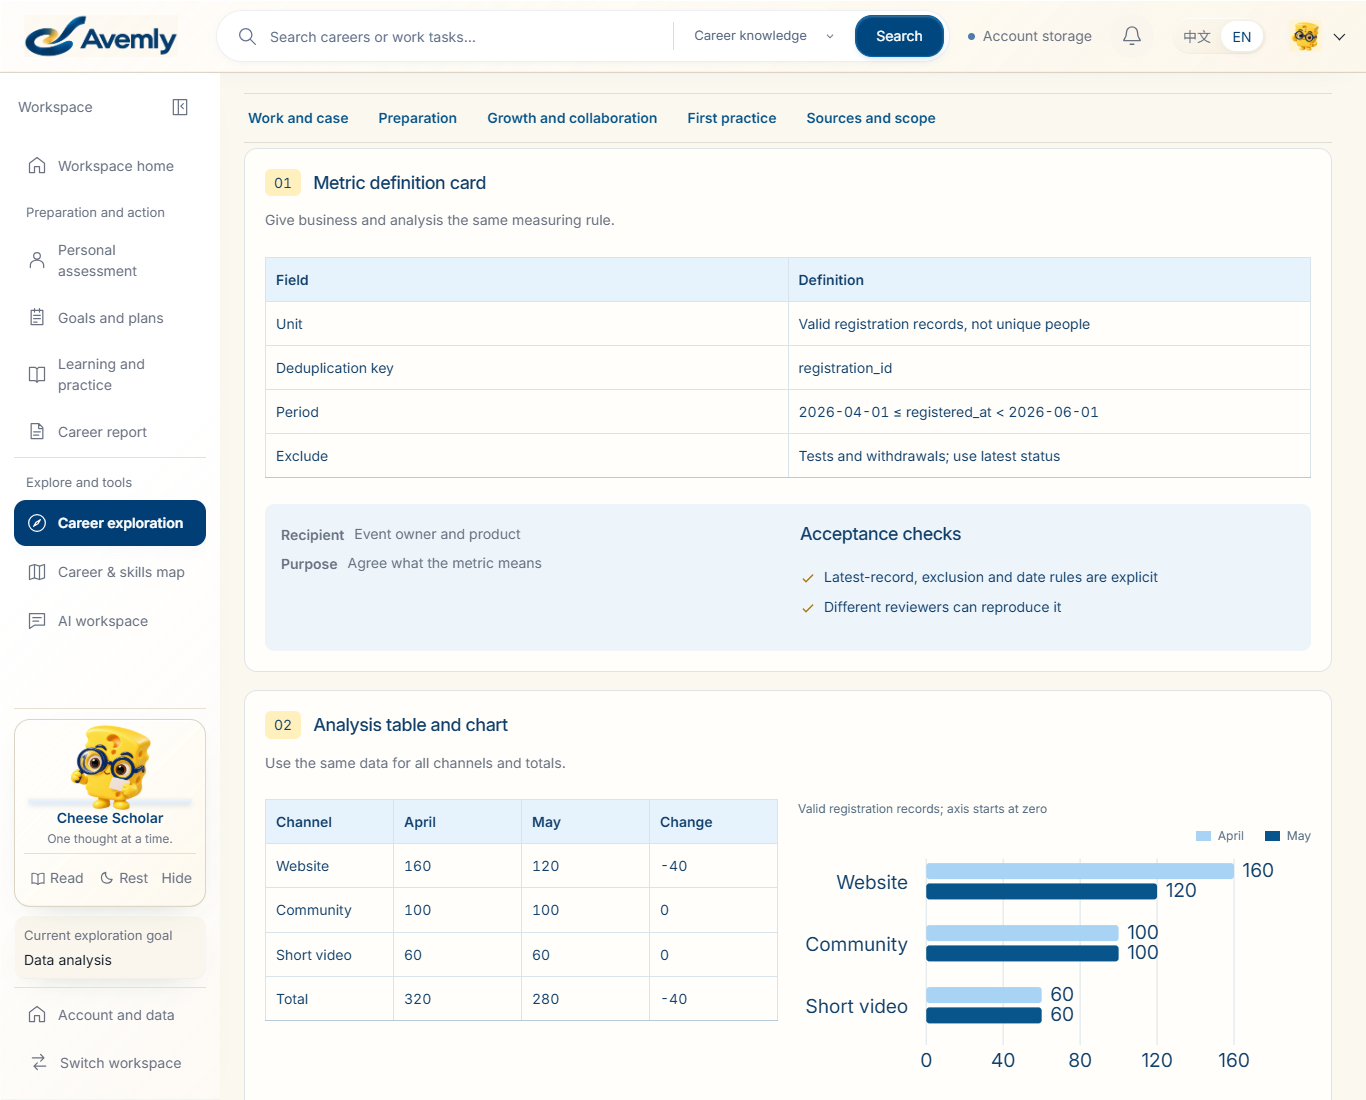 Avemly
Search careers or work tasks...
Career knowledge
Search
Account storage
中文
EN
Workspace
Workspace home
Preparation and action
Personal
assessment
Goals and plans
Learning and
practice
Career report
Explore and tools
Career exploration
Career & skills map
AI workspace
Cheese Scholar
One thought at a time.
Read Rest Hide
Current exploration goal
Data analysis
Account and data
Switch workspace
Work and case Preparation Growth and collaboration First practice Sources and scope
01 Metric definition card
Give business and analysis the same measuring rule.
Field Definition
Unit Valid registration records, not unique people
Deduplication key registration_id
Period 2026-04-01 ≤ registered_at < 2026-06-01
Exclude Tests and withdrawals; use latest status
Recipient Event owner and product
Purpose Agree what the metric means
Acceptance checks
Latest-record, exclusion and date rules are explicit
Different reviewers can reproduce it
02 Analysis table and chart
Use the same data for all channels and totals.
Channel April May Change
Website 160 120 -40
Community 100 100 0
Short video 60 60 0
Total 320 280 -40
Valid registration records; axis starts at zero
April May
Website 160
120
Community 100
100
Short video 60
60
0 40 80 120 160